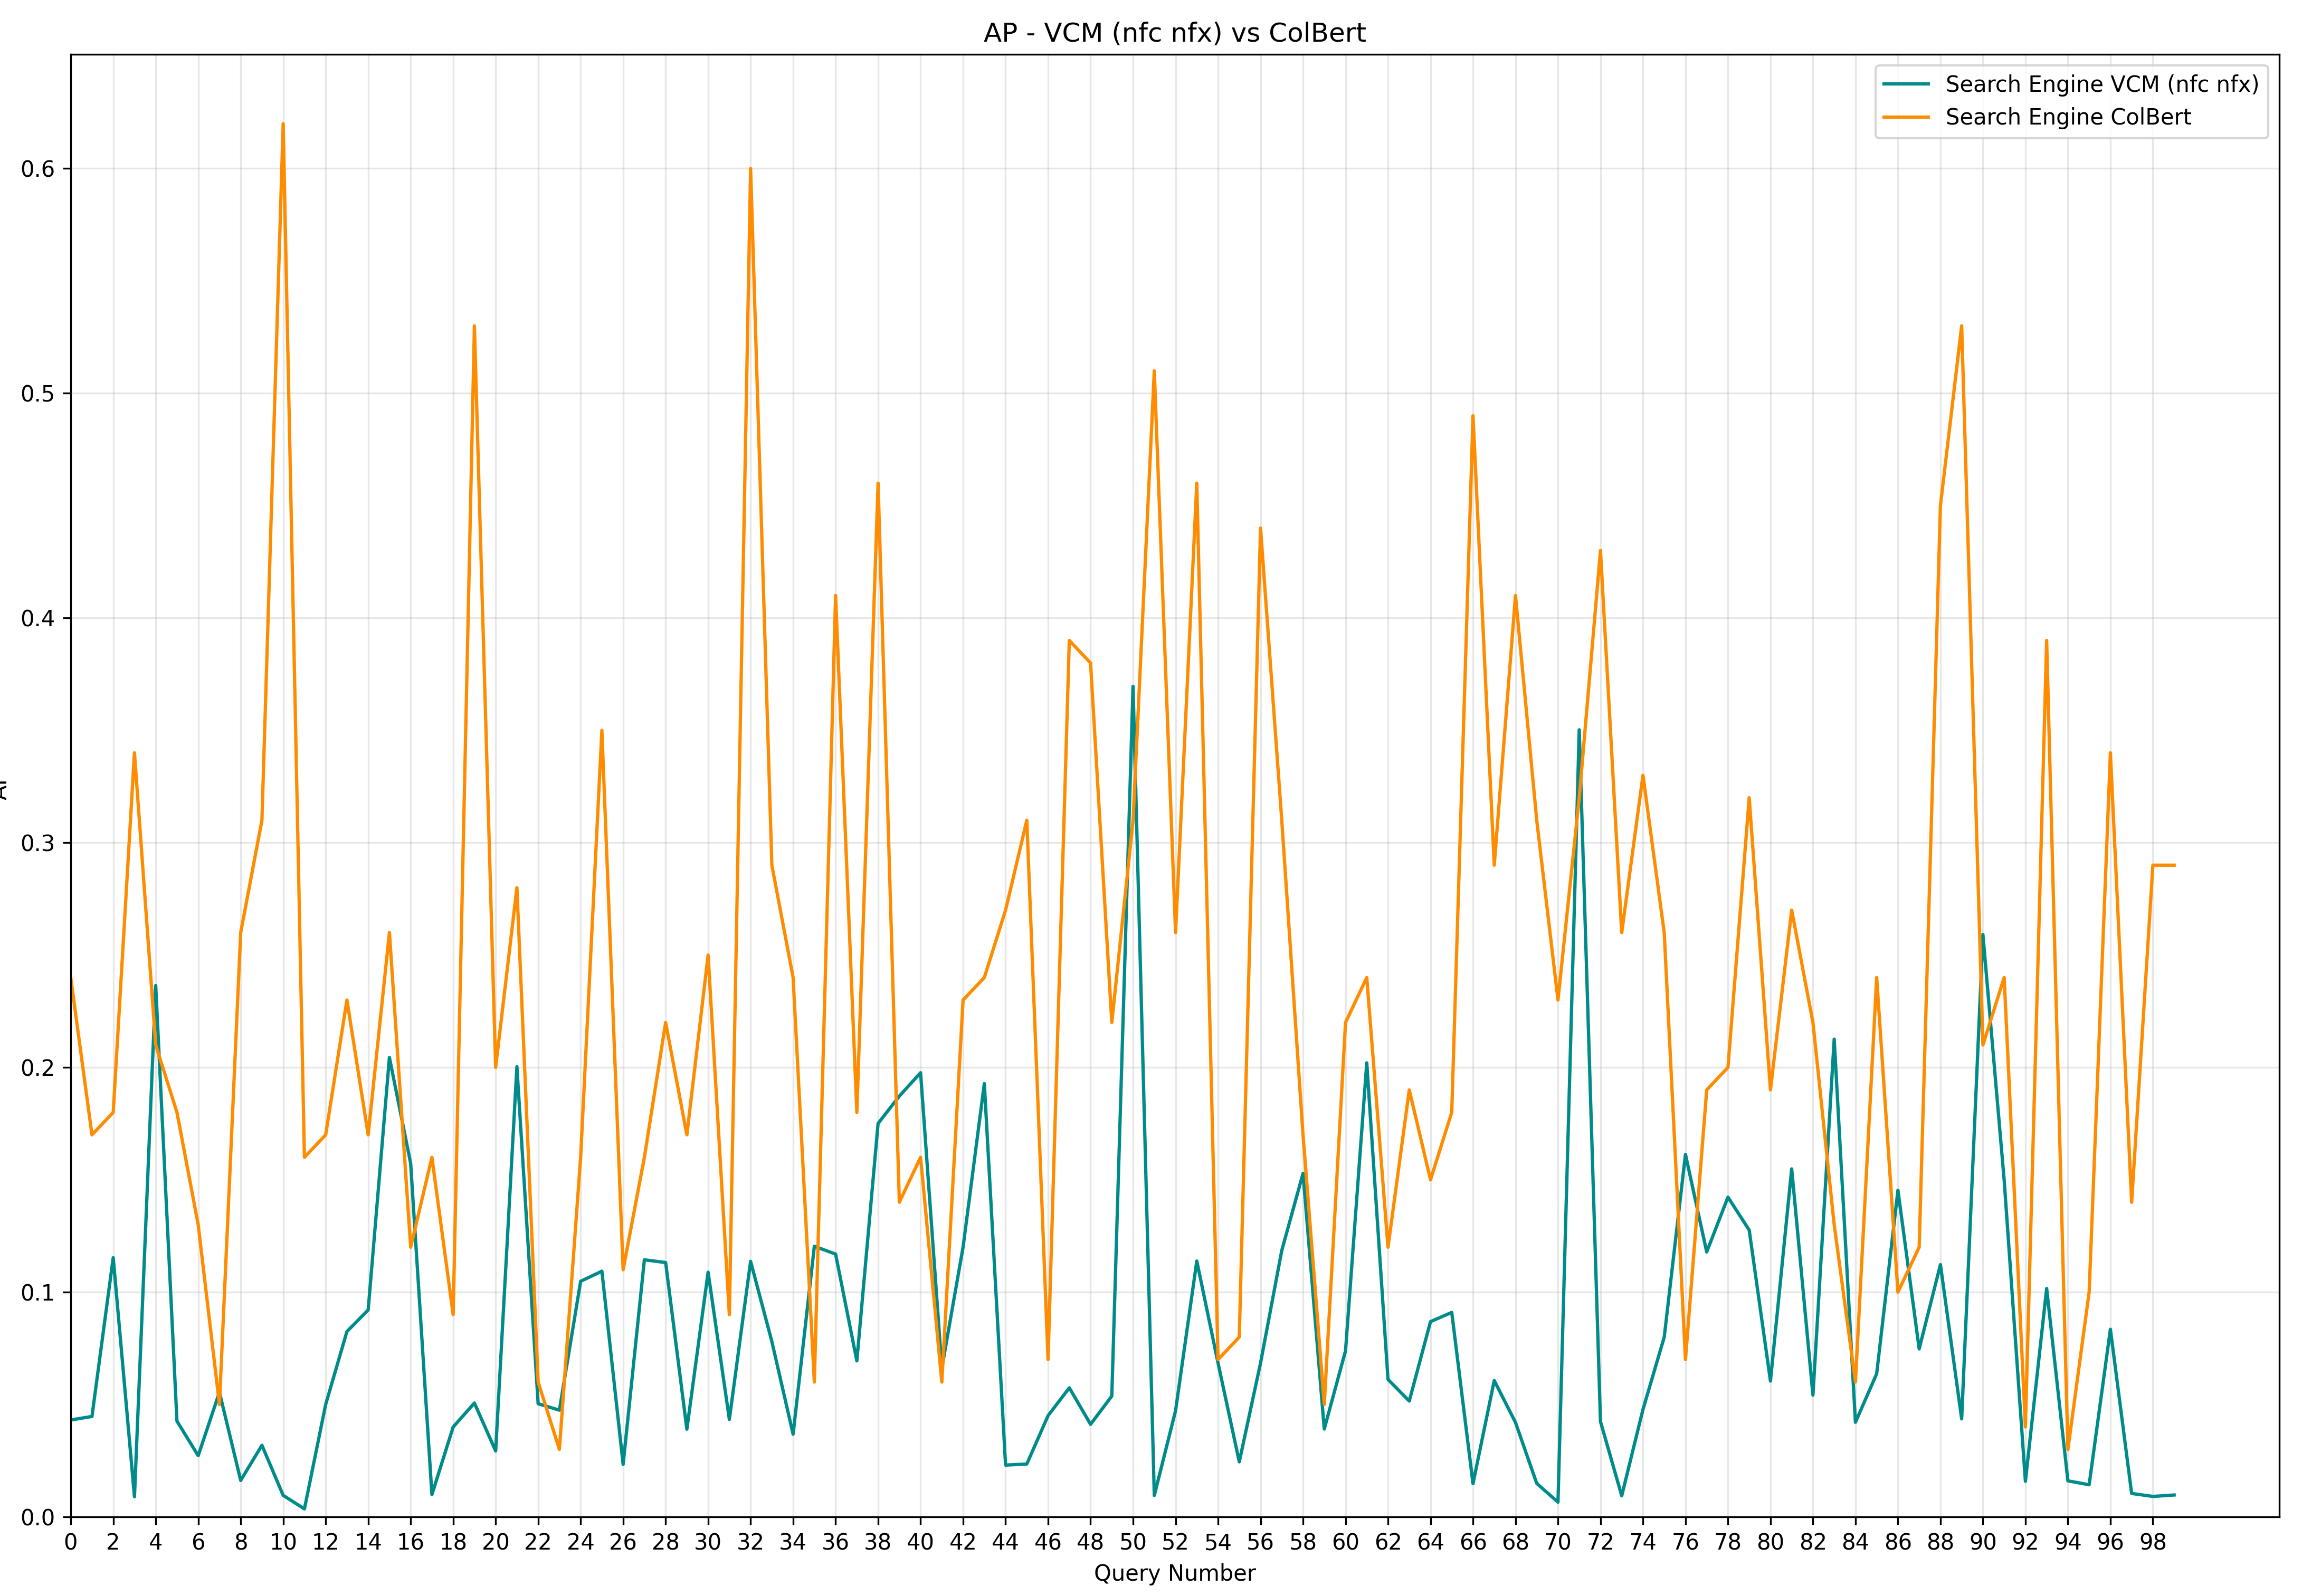 AP - VCM (nfc nfx) vs ColBert
Search Engine VCM (nfc nfx)
Search Engine ColBert
0.6
0.5
0.4
0.3
0.2
0.1
0.0
0 2 4 6 8 10 12 14 16 18 20 22 24 26 28 30 32 34 36 38 40 42 44 46 48 50 52 54 56 58 60 62 64 66 68 70 72 74 76 78 80 82 84 86 88 90 92 94 96 98
Query Number